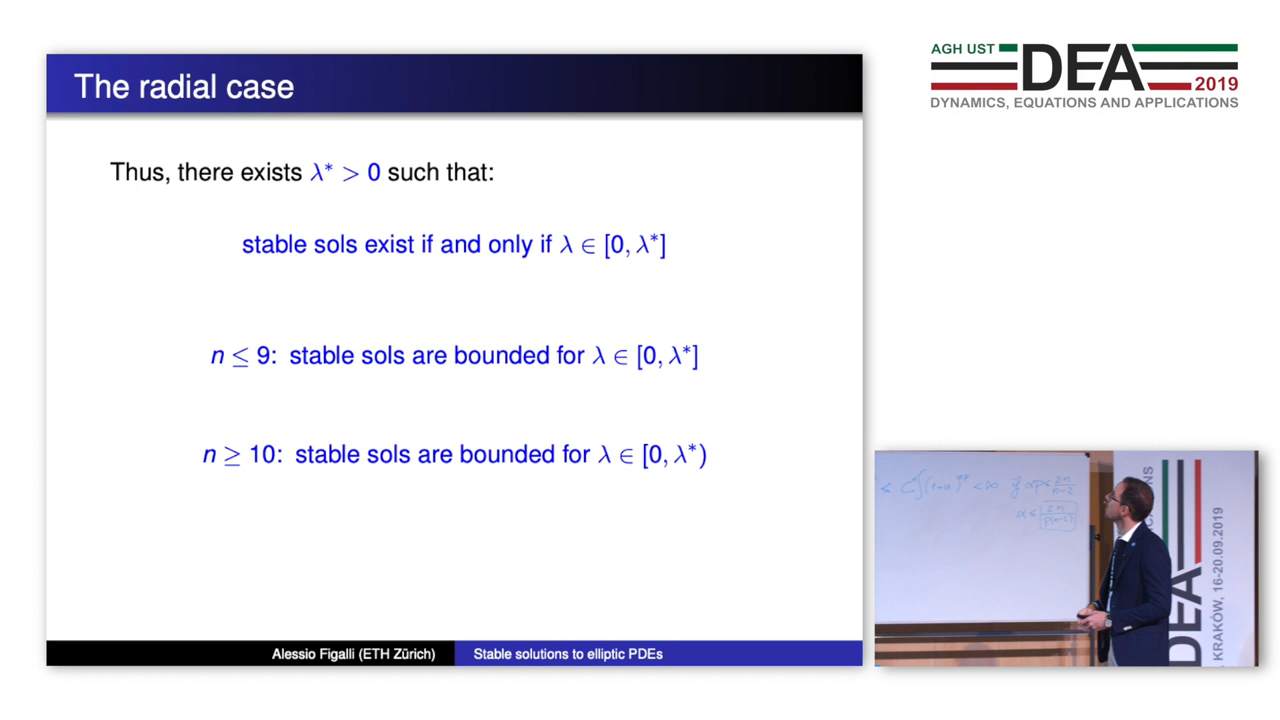 The radial case
Thus, there exists λ* > 0 such that:
stable sols exist if and only if λ ∈ [0, λ*]
n ≤ 9: stable sols are bounded for λ ∈ [0, λ*]
n ≥ 10: stable sols are bounded for λ ∈ [0, λ*)
Alessio Figalli (ETH Zürich)
Stable solutions to elliptic PDEs
AGH UST
DEA
2019
DYNAMICS, EQUATIONS AND APPLICATIONS
DEA
KRAKÓW, 16-20.09.2019